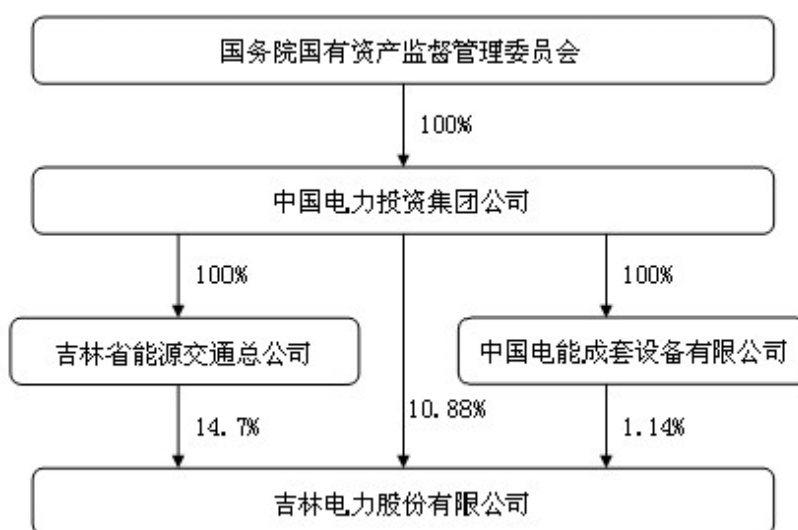 国务院国有资产监督管理委员会
100%
中国电力投资集团公司
100%
100%
吉林省能源交通总公司
中国电能成套设备有限公司
14.7%
10.88%
1.14%
吉林电力股份有限公司